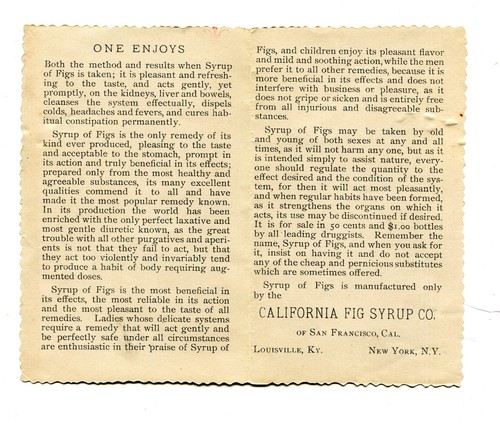 ONE ENJOYS
Both the method and results when Syrup
of Figs is taken; it is pleasant and refresh-
ing to the taste, and acts gently, yet
promptly, on the kidneys, liver and bowels,
cleanses the system effectually, dispels
colds, headaches and fevers, and cures hab-
itual constipation permanently.
Syrup of Figs is the only remedy of its
kind ever produced, pleasing to the taste
and acceptable to the stomach, prompt in
its action and truly beneficial in its effects;
prepared only from the most healthy and
agreeable substances, its many excellent
qualities commend it to all and have
made it the most popular remedy known.
In its production the world has been
enriched with the only perfect laxative and
most gentle diuretic known, as the great
trouble with all other purgatives and aperi-
ents is not that they fail to act, but that
they act too violently and invariably tend
to produce a habit of body requiring aug-
mented doses.
Syrup of Figs is the most beneficial in
its effects, the most reliable in its action
and the most pleasant to the taste of all
remedies. Ladies whose delicate systems
require a remedy that will act gently and
be perfectly safe under all circumstances
are enthusiastic in their praise of Syrup of
Figs, and children enjoy its pleasant flavor
and mild and soothing action, while the men
prefer it to all other remedies, because it is
more beneficial in its effects and does not
interfere with business or pleasure, as it
does not gripe or sicken and is entirely free
from all injurious and disagreeable sub-
stances.
Syrup of Figs may be taken by old
and young of both sexes at any and all
times, as it will not harm any one, but as it
is intended simply to assist nature, every-
one should regulate the quantity to the
effect desired and the condition of the sys-
tem, for then it will act most pleasantly,
and when regular habits have been formed,
as it strengthens the organs on which it
acts, its use may be discontinued if desired.
It is for sale in 50 cents and $1.00 bottles
by all leading druggists. Remember the
name, Syrup of Figs, and when you ask for
it, insist on having it and do not accept
any of the cheap and pernicious substitutes
which are sometimes offered.
Syrup of Figs is manufactured only
by the
CALIFORNIA FIG SYRUP CO.
OF SAN FRANCISCO, CAL.
LOUISVILLE, KY. NEW YORK, N.Y.